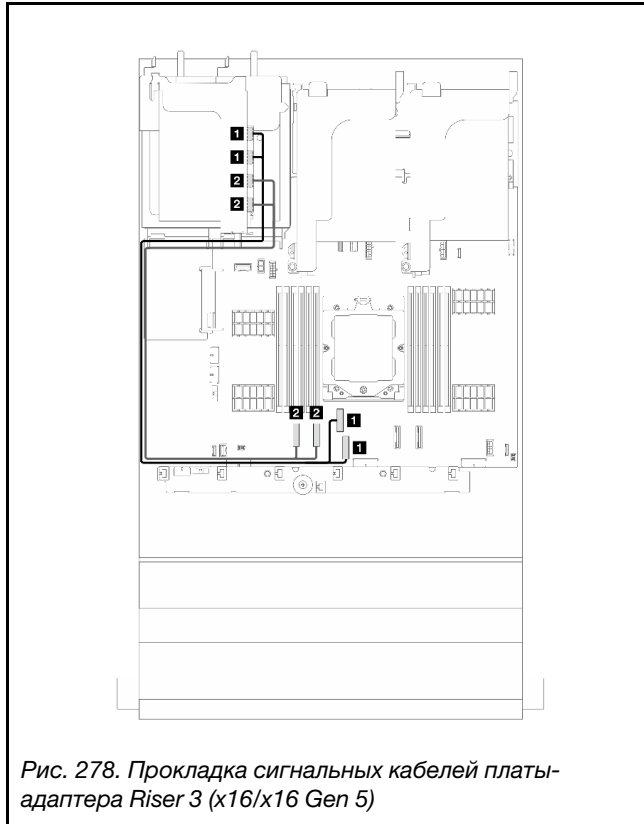 1
1
2
2
2 2 1
1
Рис. 278. Прокладка сигнальных кабелей платы-
адаптера Riser 3 (x16/x16 Gen 5)